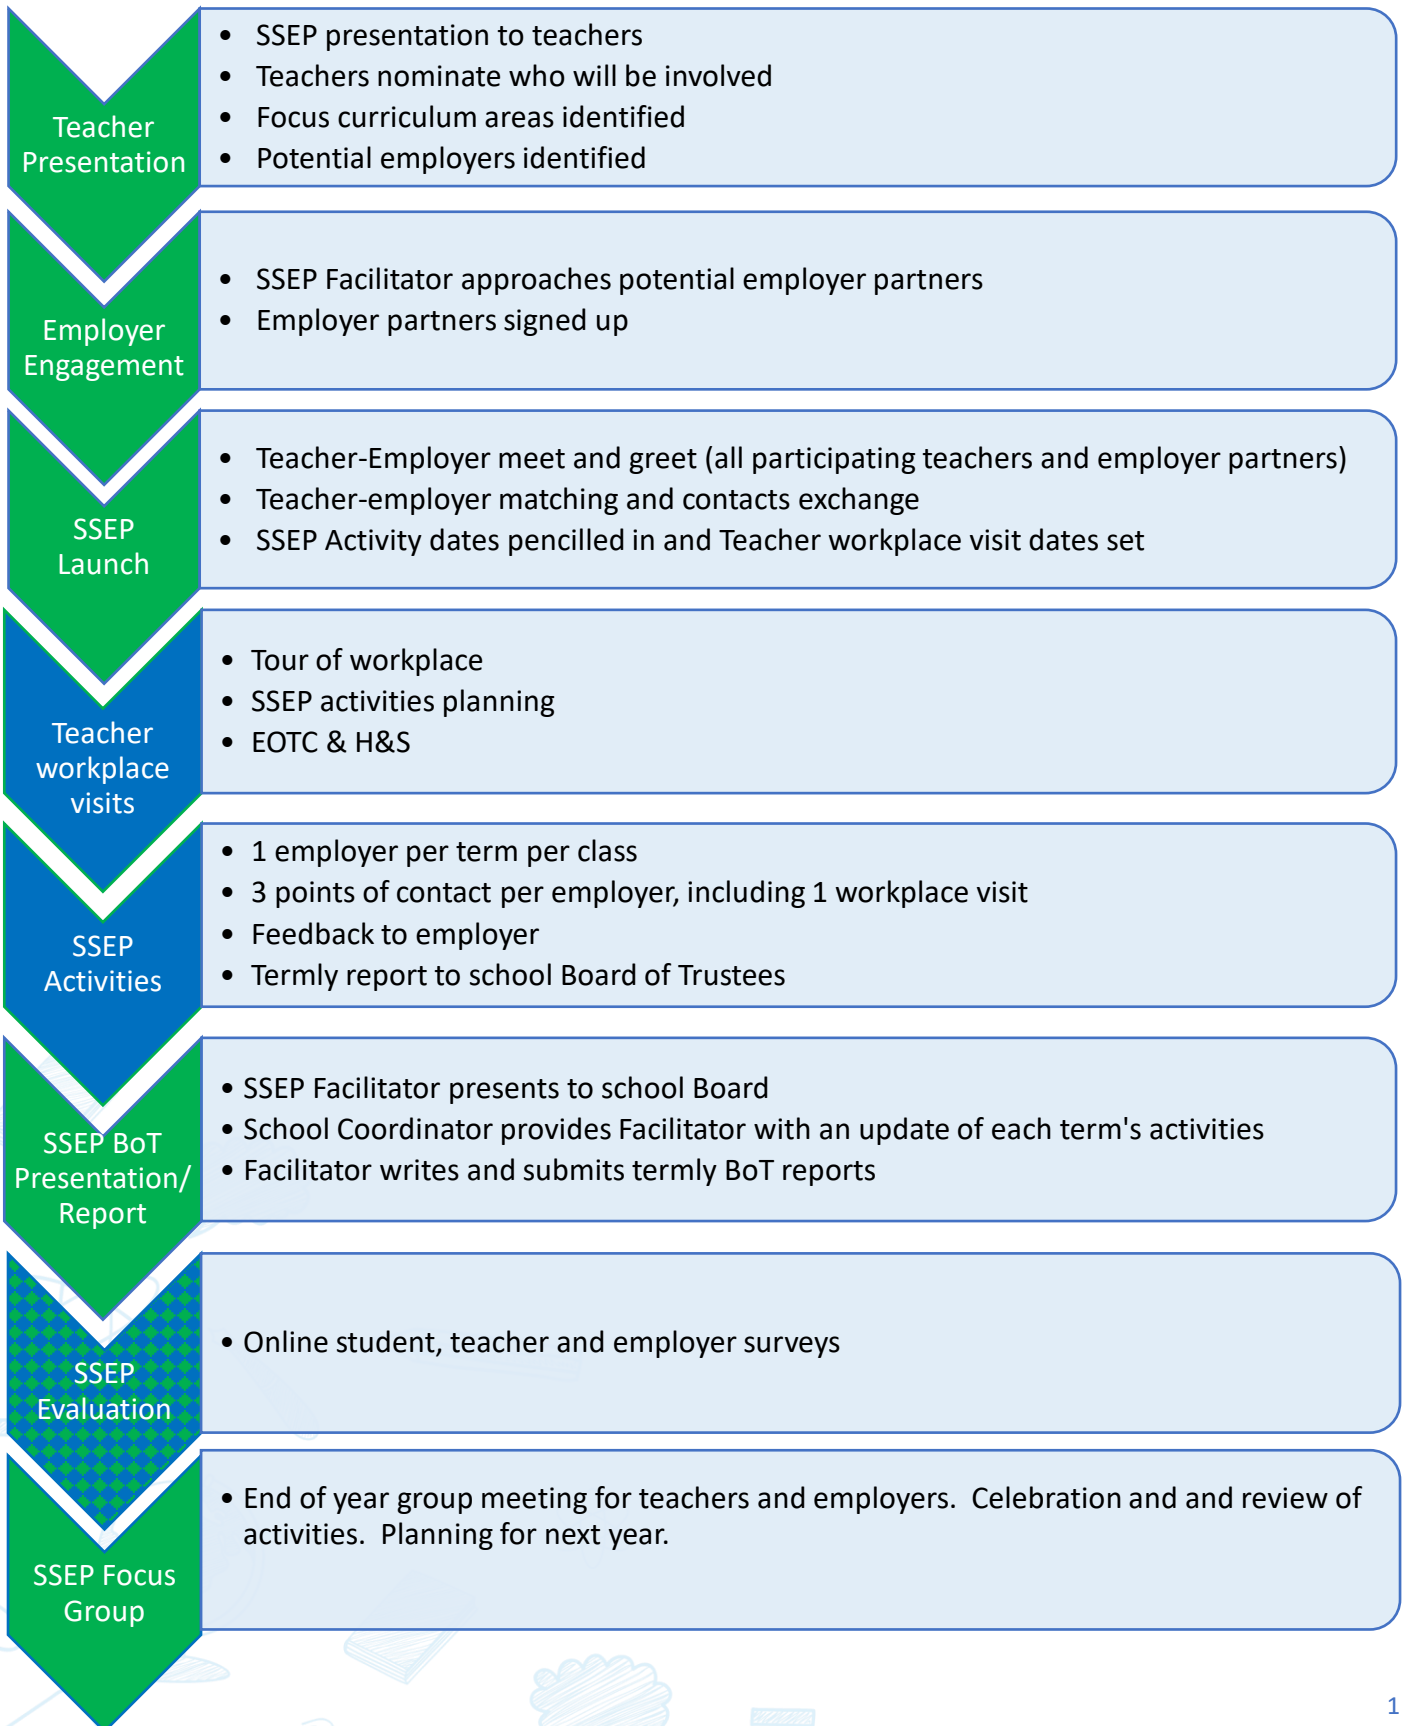 Teacher
Presentation
• SSEP presentation to teachers
• Teachers nominate who will be involved
• Focus curriculum areas identified
• Potential employers identified
Employer
Engagement
• SSEP Facilitator approaches potential employer partners
• Employer partners signed up
SSEP
Launch
• Teacher-Employer meet and greet (all participating teachers and employer partners)
• Teacher-employer matching and contacts exchange
• SSEP Activity dates pencilled in and Teacher workplace visit dates set
Teacher
workplace
visits
• Tour of workplace
• SSEP activities planning
• EOTC & H&S
SSEP
Activities
• 1 employer per term per class
• 3 points of contact per employer, including 1 workplace visit
• Feedback to employer
• Termly report to school Board of Trustees
SSEP BoT
Presentation/
Report
• SSEP Facilitator presents to school Board
• School Coordinator provides Facilitator with an update of each term's activities
• Facilitator writes and submits termly BoT reports
SSEP
Evaluation
• Online student, teacher and employer surveys
SSEP Focus
Group
• End of year group meeting for teachers and employers.  Celebration and and review of
activities.  Planning for next year.
1